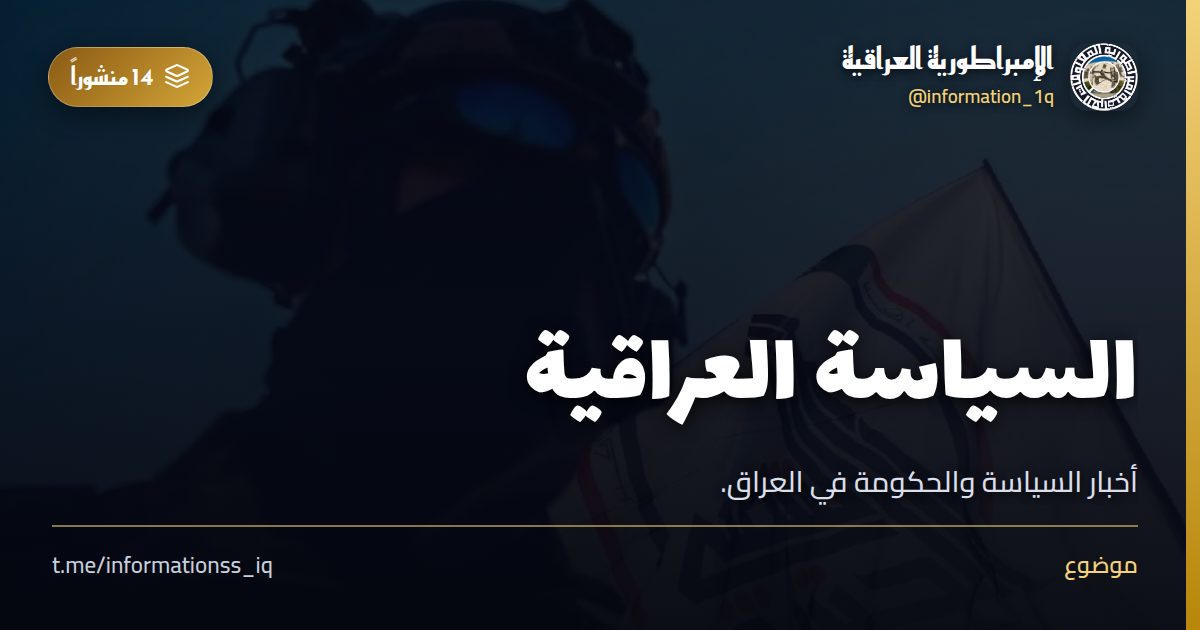 الإمبراطورية العراقية
@information_1q
14 منشوراً
السياسة العراقية
أخبار السياسة والحكومة في العراق.
موضوع
t.me/informationss_iq